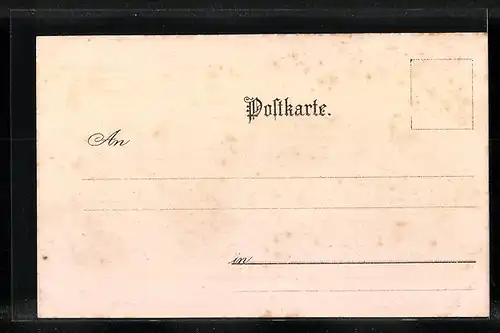 Postkarte.
An
in